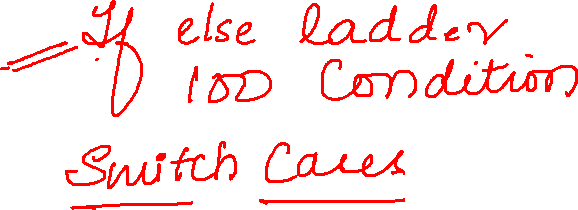 If else ladder
100 Condition
Switch Cases